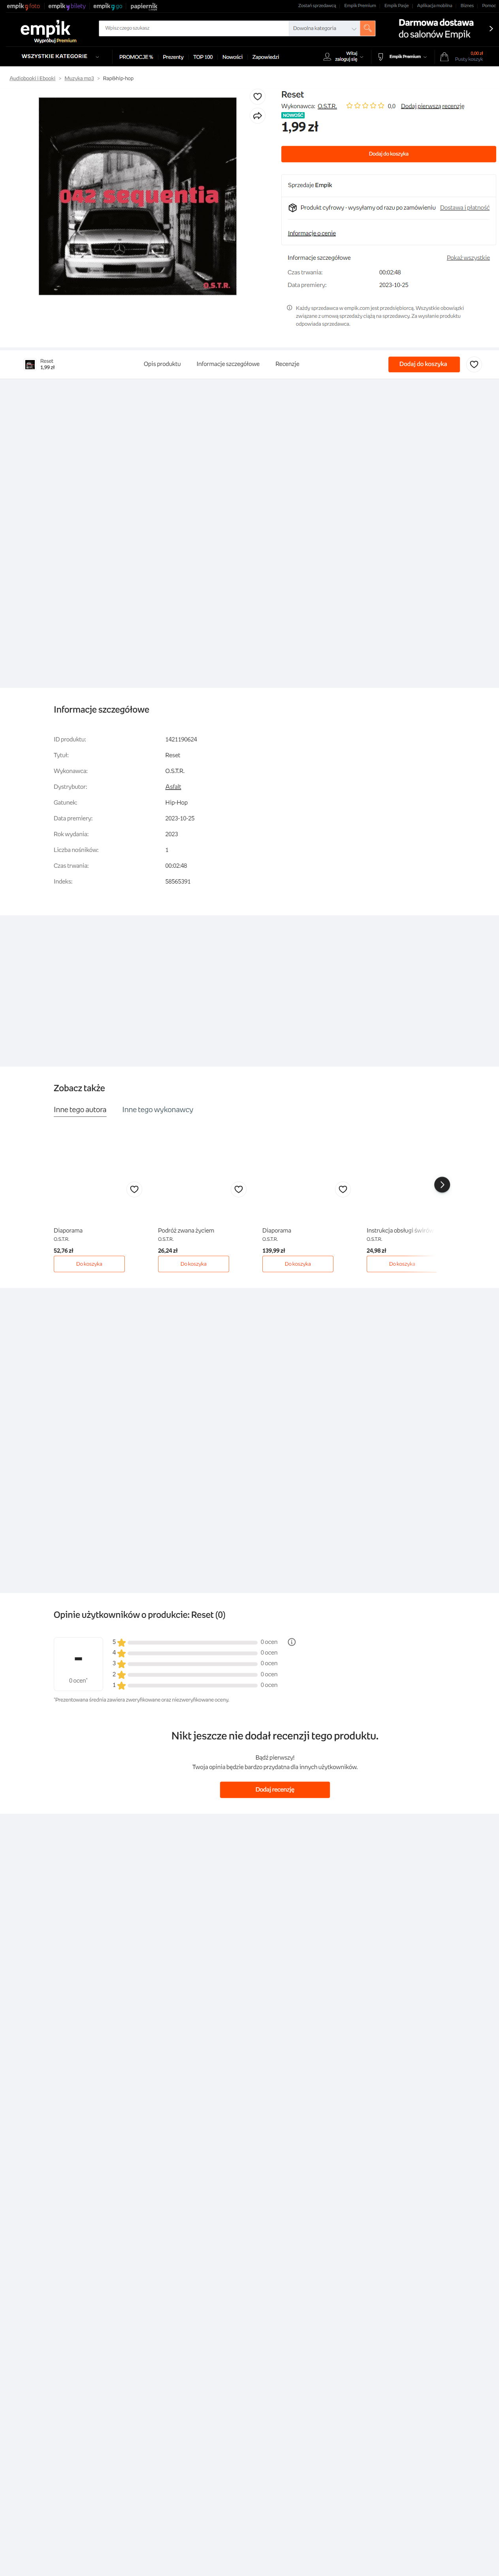 empik foto empik bilety empik go papiernik
Zostań sprzedawcą Empik Premium Empik Pasje Aplikacja mobilna Biznes Pomoc
empik
Wypróbuj Premium
Wpisz czego szukasz
Dowolna kategoria
Darmowa dostawa
do salonów Empik
WSZYSTKIE KATEGORIE
PROMOCJE % Prezenty TOP 100 Nowości Zapowiedzi
Witaj
zaloguj się
Empik Premium
0,00 zł
Pusty koszyk
Audiobooki i Ebooki > Muzyka mp3 > Rap&hip-hop
042 sequentia
O.S.T.R.
Reset
Wykonawca: O.S.T.R. 0,0 Dodaj pierwszą recenzję
NOWOŚĆ
1,99 zł
Dodaj do koszyka
Sprzedaje Empik
Produkt cyfrowy - wysyłamy od razu po zamówieniu Dostawa i płatność
Informacje o cenie
Informacje szczegółowe Pokaż wszystkie
Czas trwania: 00:02:48
Data premiery: 2023-10-25
Każdy sprzedawca w empik.com jest przedsiębiorcą. Wszystkie obowiązki
związane z umową sprzedaży ciążą na sprzedawcy. Za wydanie produktu
odpowiada sprzedawca.
Reset
1,99 zł
Opis produktu Informacje szczegółowe Recenzje
Dodaj do koszyka
Informacje szczegółowe
ID produktu: 1421190624
Tytuł: Reset
Wykonawca: O.S.T.R.
Dystrybutor: Asfalt
Gatunek: Hip-Hop
Data premiery: 2023-10-25
Rok wydania: 2023
Liczba nośników: 1
Czas trwania: 00:02:48
Indeks: 58565391
Zobacz także
Inne tego autora Inne tego wykonawcy
Diaporama Podróż zwana życiem Diaporama Instrukcja obsługi świrów
O.S.T.R. O.S.T.R. O.S.T.R. O.S.T.R.
52,76 zł 26,24 zł 139,99 zł 24,98 zł
Do koszyka Do koszyka Do koszyka Do koszyka
Opinie użytkowników o produkcie: Reset (0)
-
0 ocen*
5 0 ocen
4 0 ocen
3 0 ocen
2 0 ocen
1 0 ocen
*Prezentowana średnia zawiera zweryfikowane oraz niezweryfikowane oceny.
Nikt jeszcze nie dodał recenzji tego produktu.
Bądź pierwszy!
Twoja opinia będzie bardzo przydatna dla innych użytkowników.
Dodaj recenzję